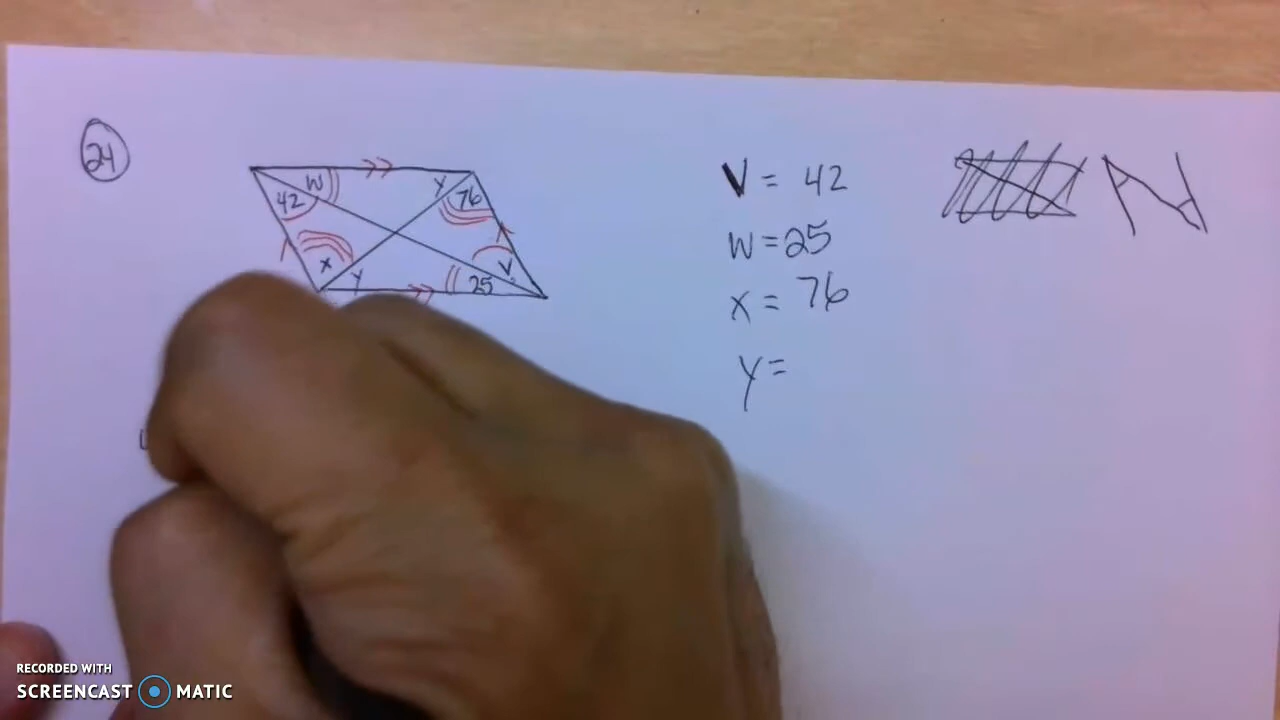 24
V = 42
W = 25
X = 76
y =
W
y
42
76
x
y
25
V
RECORDED WITH
SCREENCAST MATIC